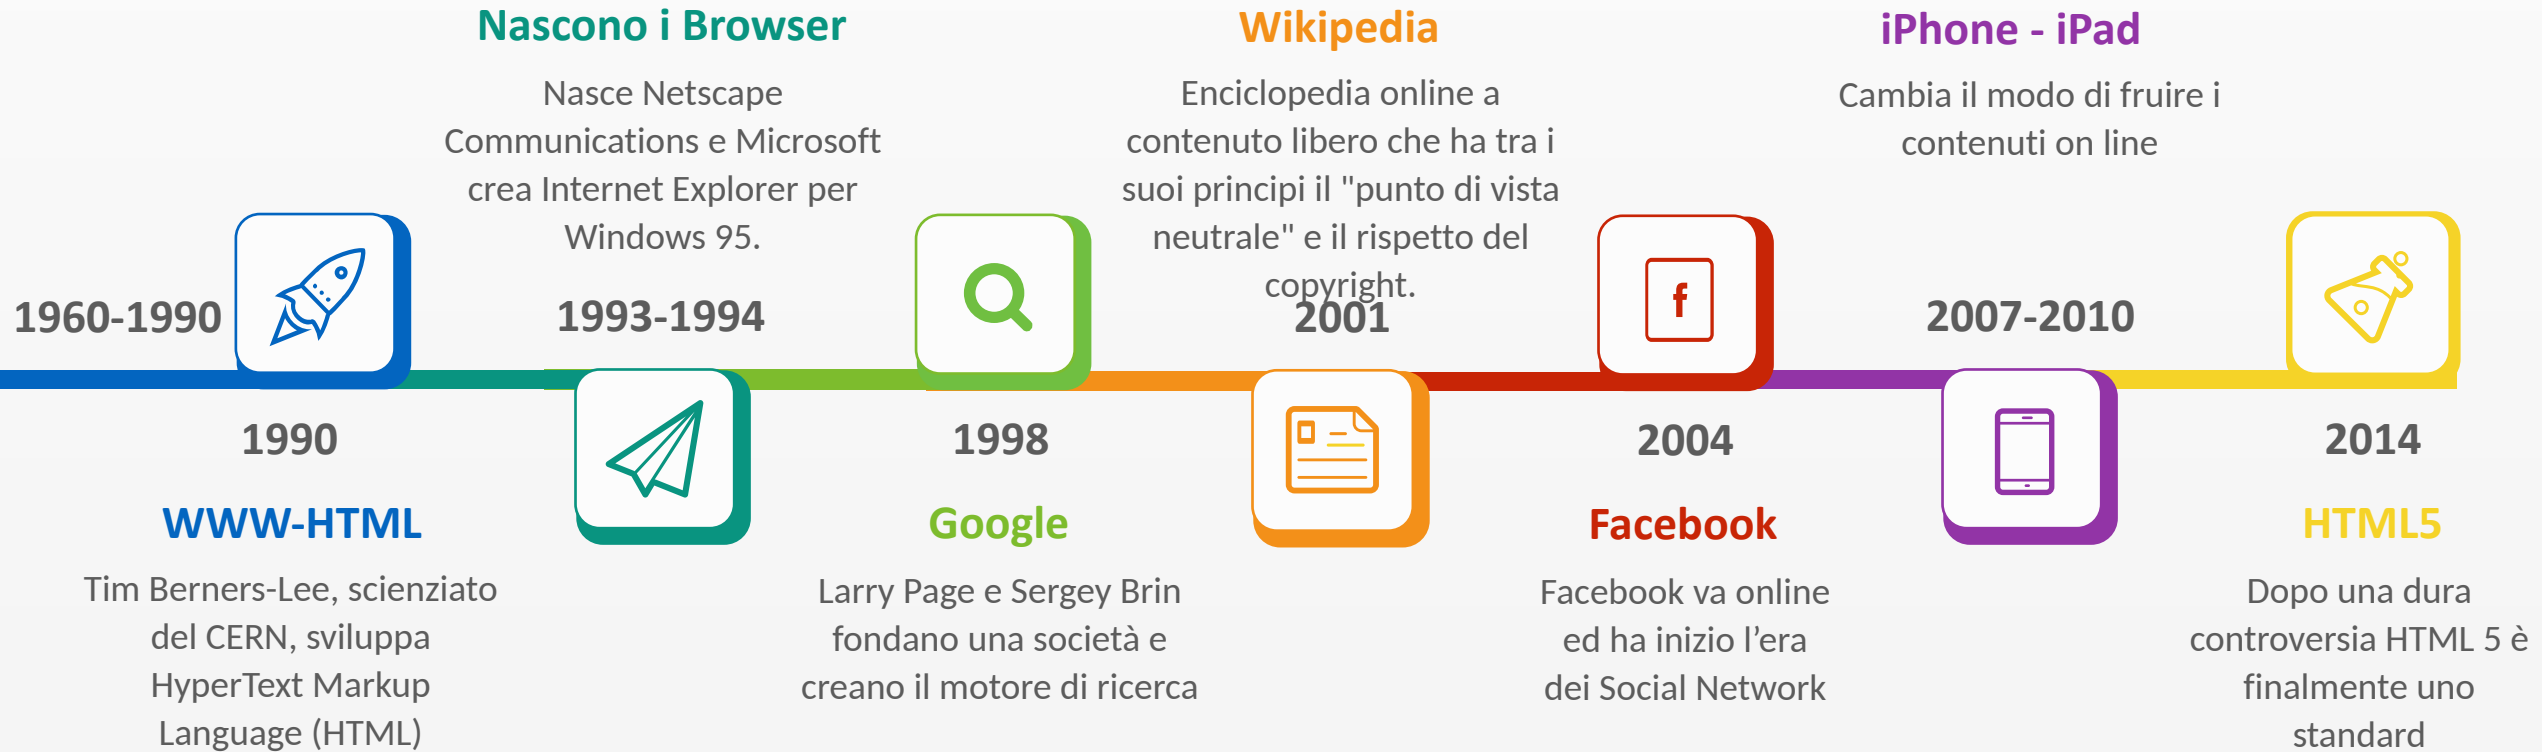 Nascono i Browser
Nasce Netscape
Communications e Microsoft
crea Internet Explorer per
Windows 95.
1993-1994
Wikipedia
Enciclopedia online a
contenuto libero che ha tra i
suoi principi il "punto di vista
neutrale" e il rispetto del
copyright.
2001
iPhone - iPad
Cambia il modo di fruire i
contenuti on line
2007-2010
1960-1990
f
1990
WWW-HTML
Tim Berners-Lee, scienziato
del CERN, sviluppa
HyperText Markup
Language (HTML)
1998
Google
Larry Page e Sergey Brin
fondano una società e
creano il motore di ricerca
2004
Facebook
Facebook va online
ed ha inizio l’era
dei Social Network
2014
HTML5
Dopo una dura
controversia HTML 5 è
finalmente uno
standard